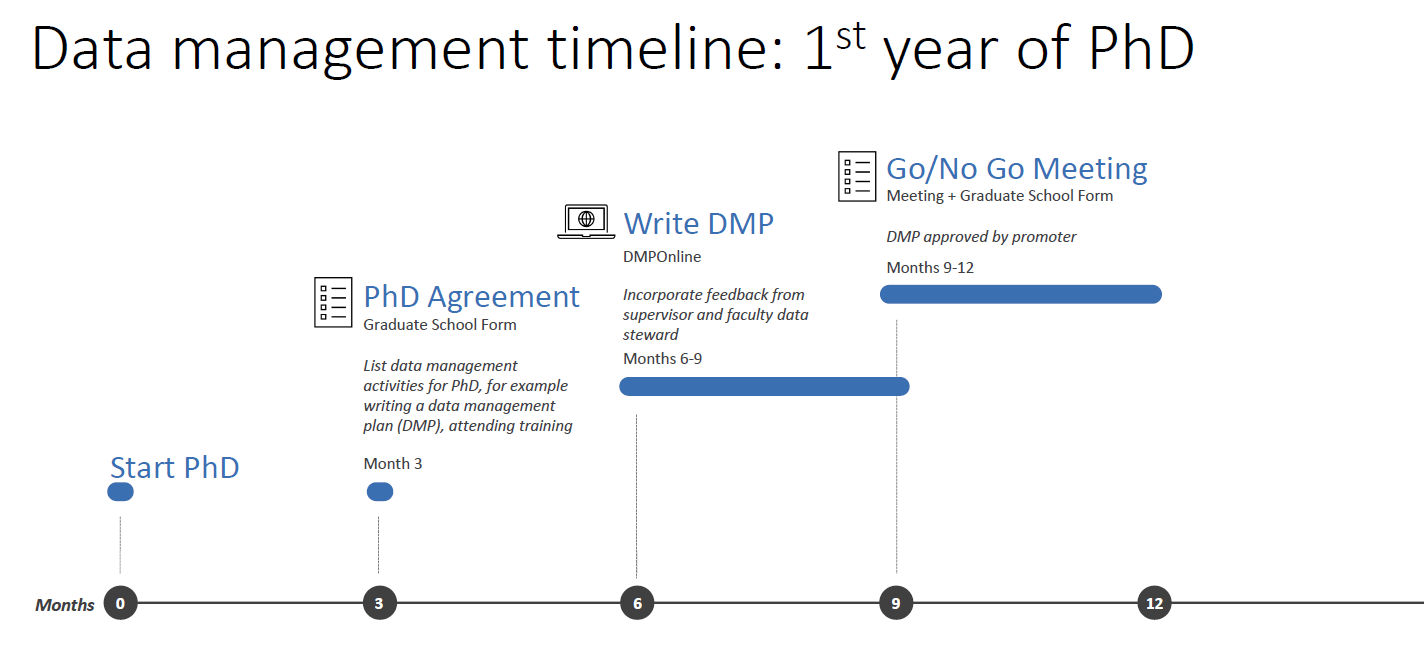 Data management timeline: 1st year of PhD
Go/No Go Meeting
Meeting + Graduate School Form
DMP approved by promoter
Months 9-12
Write DMP
DMPOnline
Incorporate feedback from
supervisor and faculty data
steward
Months 6-9
PhD Agreement
Graduate School Form
List data management
activities for PhD, for example
writing a data management
plan (DMP), attending training
Month 3
Start PhD
Months 0 3 6 9 12